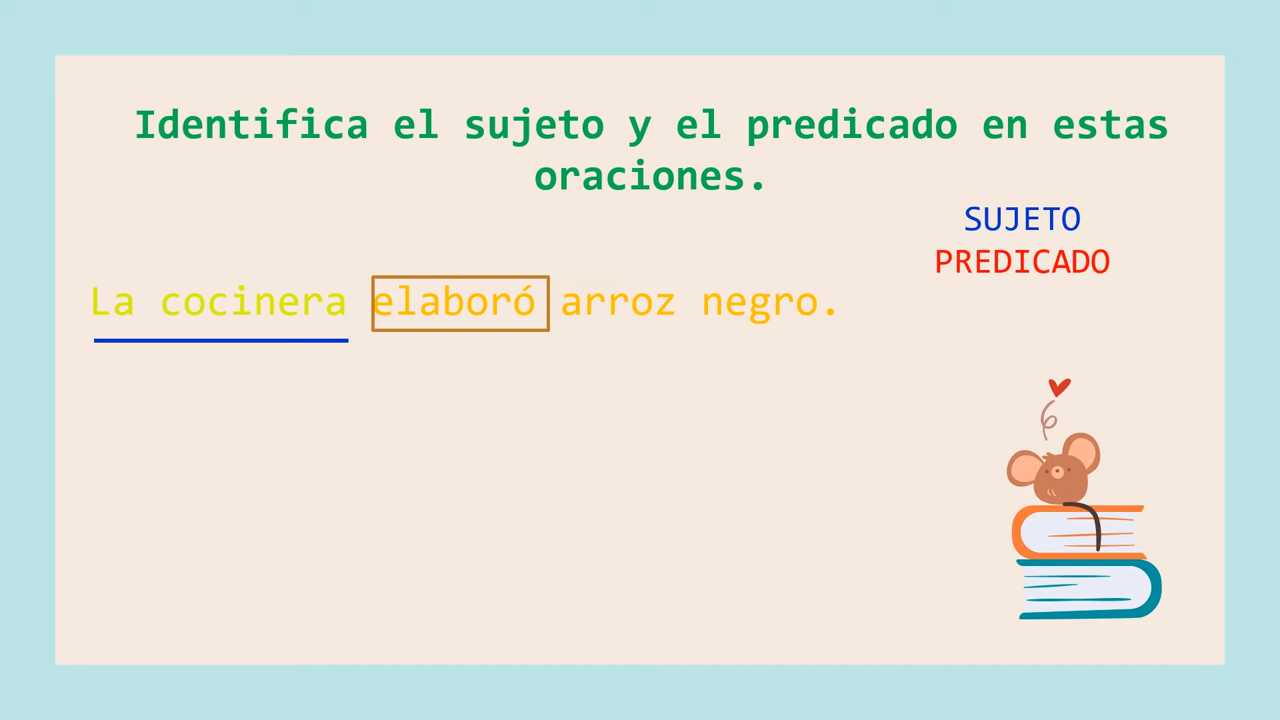 Identifica el sujeto y el predicado en estas
oraciones.
SUJETO
PREDICADO
La cocinera elaboró arroz negro.